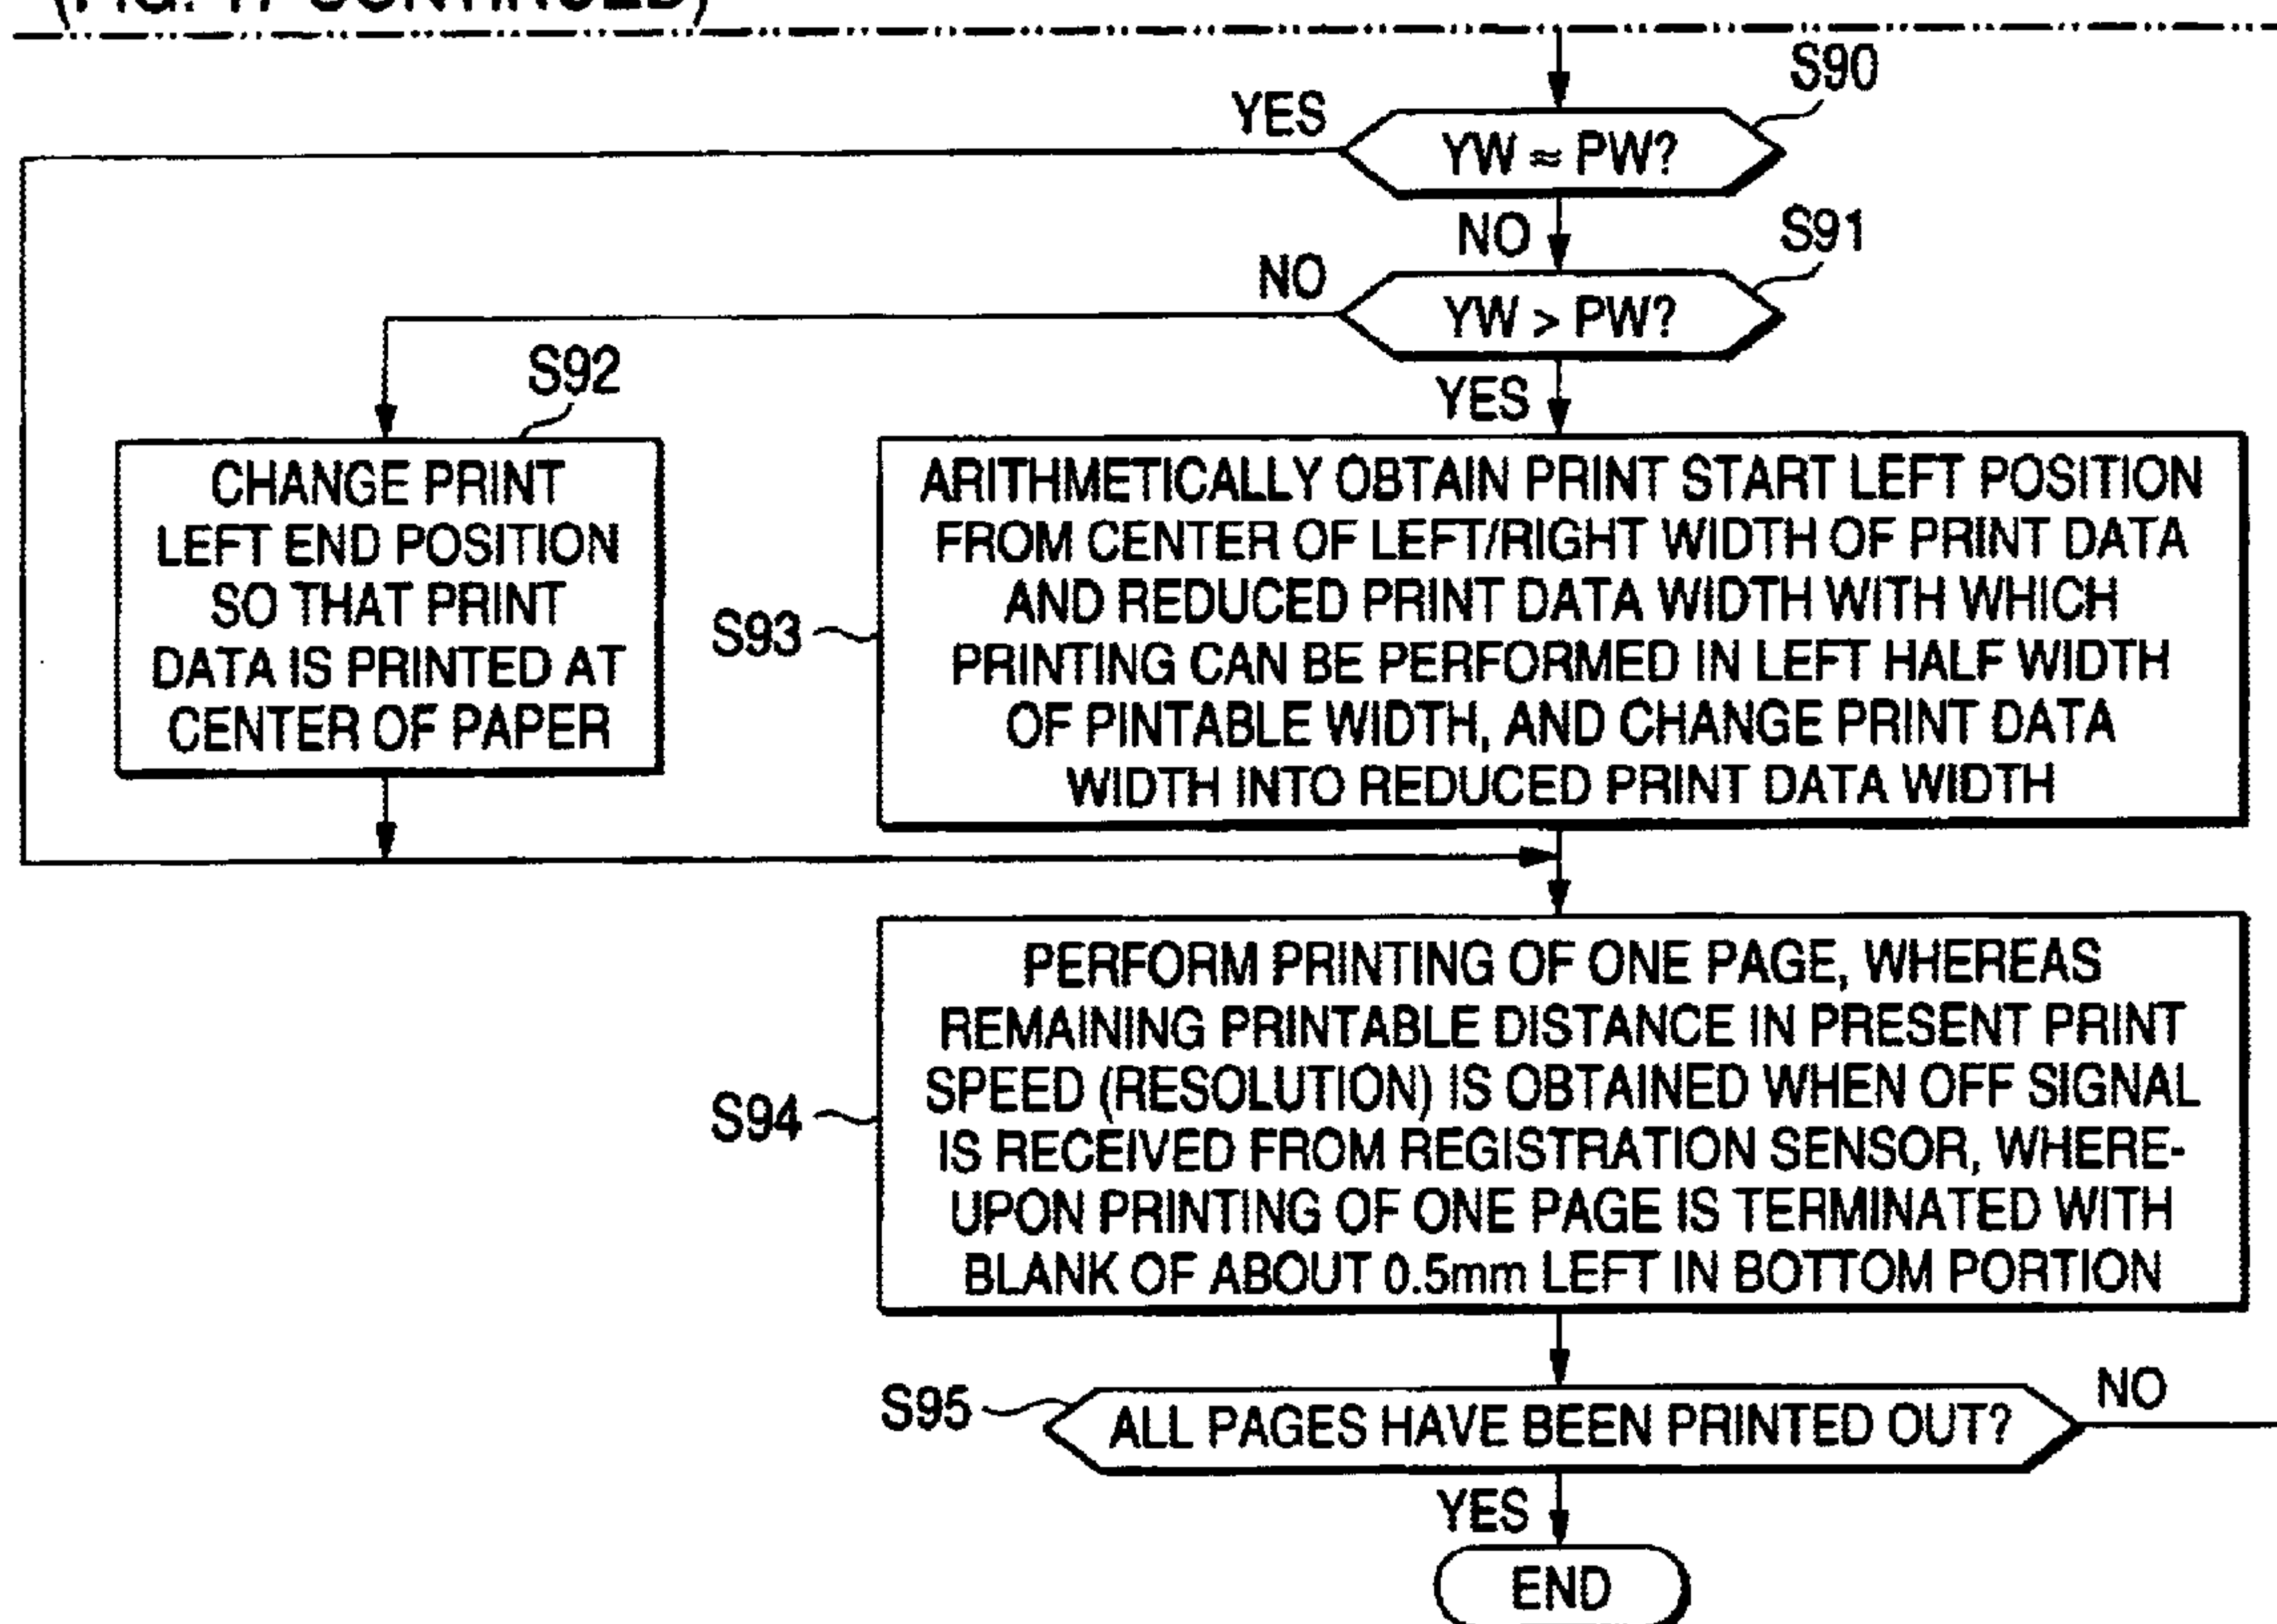 (FIG. 17 CONTINUED)
S90
YES
YW ≈ PW?
NO
S91
NO
YW > PW?
S92
YES
CHANGE PRINT
LEFT END POSITION
SO THAT PRINT
DATA IS PRINTED AT
CENTER OF PAPER
S93
ARITHMETICALLY OBTAIN PRINT START LEFT POSITION
FROM CENTER OF LEFT/RIGHT WIDTH OF PRINT DATA
AND REDUCED PRINT DATA WIDTH WITH WHICH
PRINTING CAN BE PERFORMED IN LEFT HALF WIDTH
OF PINTABLE WIDTH, AND CHANGE PRINT DATA
WIDTH INTO REDUCED PRINT DATA WIDTH
S94
PERFORM PRINTING OF ONE PAGE, WHEREAS
REMAINING PRINTABLE DISTANCE IN PRESENT PRINT
SPEED (RESOLUTION) IS OBTAINED WHEN OFF SIGNAL
IS RECEIVED FROM REGISTRATION SENSOR, WHERE-
UPON PRINTING OF ONE PAGE IS TERMINATED WITH
BLANK OF ABOUT 0.5mm LEFT IN BOTTOM PORTION
S95
ALL PAGES HAVE BEEN PRINTED OUT?
NO
YES
END